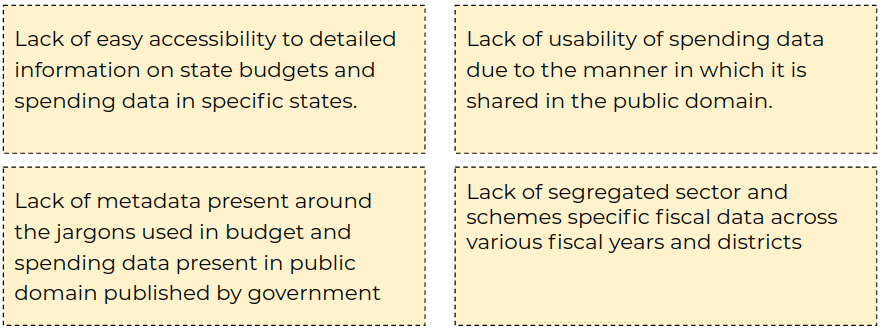 Lack of easy accessibility to detailed
information on state budgets and
spending data in specific states.
Lack of usability of spending data
due to the manner in which it is
shared in the public domain.
Lack of metadata present around
the jargons used in budget and
spending data present in public
domain published by government
Lack of segregated sector and
schemes specific fiscal data across
various fiscal years and districts